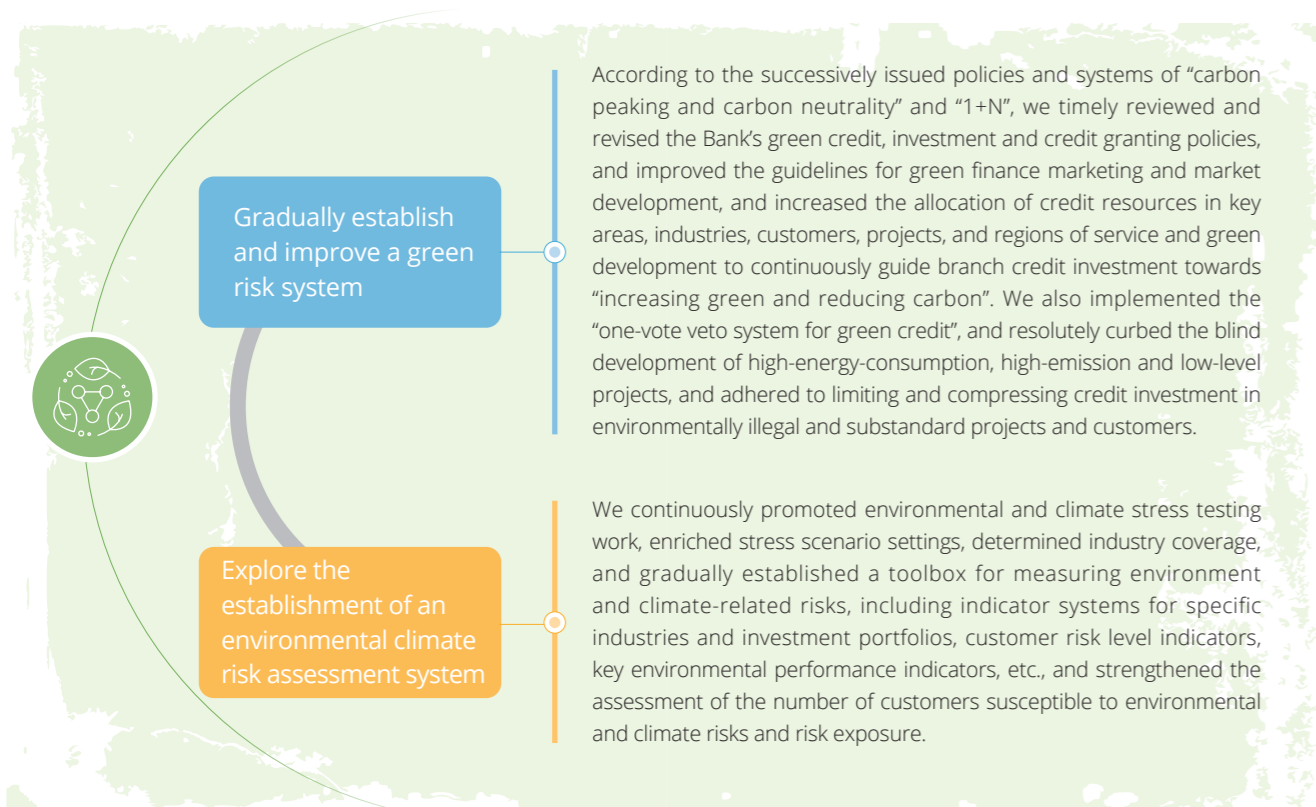 Gradually establish
and improve a green
risk system
According to the successively issued policies and systems of “carbon
peaking and carbon neutrality” and “1+N”, we timely reviewed and
revised the Bank’s green credit, investment and credit granting policies,
and improved the guidelines for green finance marketing and market
development, and increased the allocation of credit resources in key
areas, industries, customers, projects, and regions of service and green
development to continuously guide branch credit investment towards
“increasing green and reducing carbon”. We also implemented the
“one-vote veto system for green credit”, and resolutely curbed the blind
development of high-energy-consumption, high-emission and low-level
projects, and adhered to limiting and compressing credit investment in
environmentally illegal and substandard projects and customers.
Explore the
establishment of an
environmental climate
risk assessment system
We continuously promoted environmental and climate stress testing
work, enriched stress scenario settings, determined industry coverage,
and gradually established a toolbox for measuring environment
and climate-related risks, including indicator systems for specific
industries and investment portfolios, customer risk level indicators,
key environmental performance indicators, etc., and strengthened the
assessment of the number of customers susceptible to environmental
and climate risks and risk exposure.